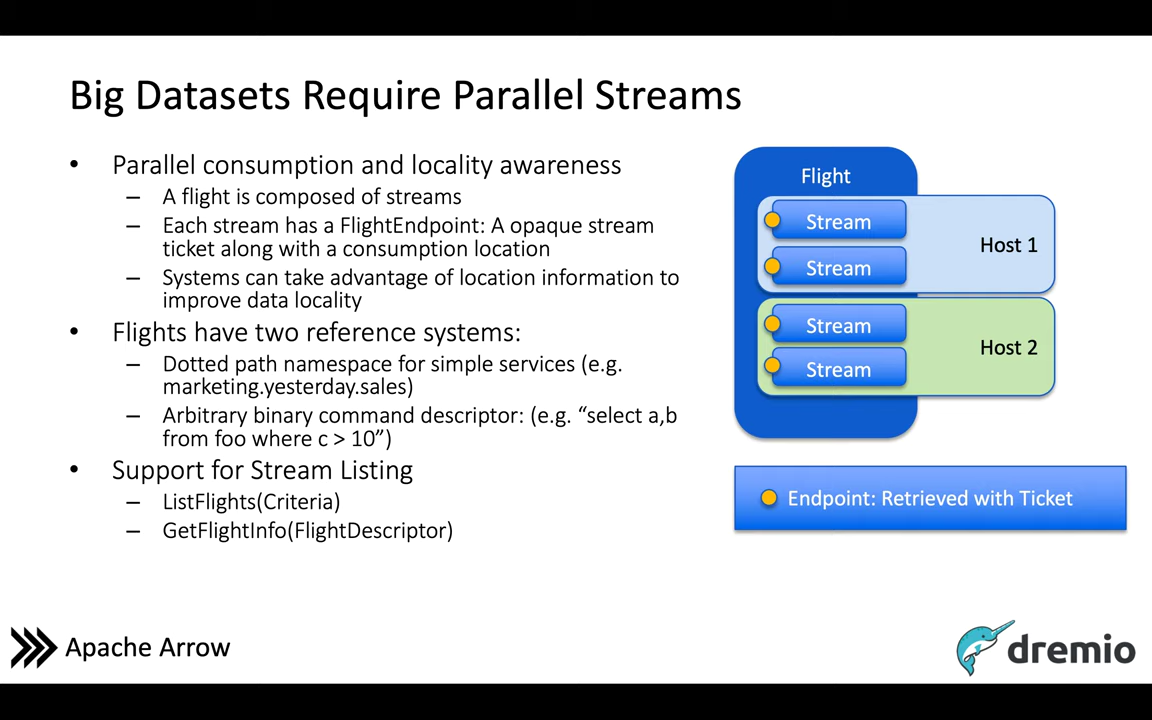 Big Datasets Require Parallel Streams
• Parallel consumption and locality awareness
– A flight is composed of streams
– Each stream has a FlightEndpoint: A opaque stream
ticket along with a consumption location
– Systems can take advantage of location information to
improve data locality
• Flights have two reference systems:
– Dotted path namespace for simple services (e.g.
marketing.yesterday.sales)
– Arbitrary binary command descriptor: (e.g. “select a,b
from foo where c > 10”)
• Support for Stream Listing
– ListFlights(Criteria)
– GetFlightInfo(FlightDescriptor)
Flight
Stream
Stream
Host 1
Stream
Stream
Host 2
Endpoint: Retrieved with Ticket
Apache Arrow
dremio